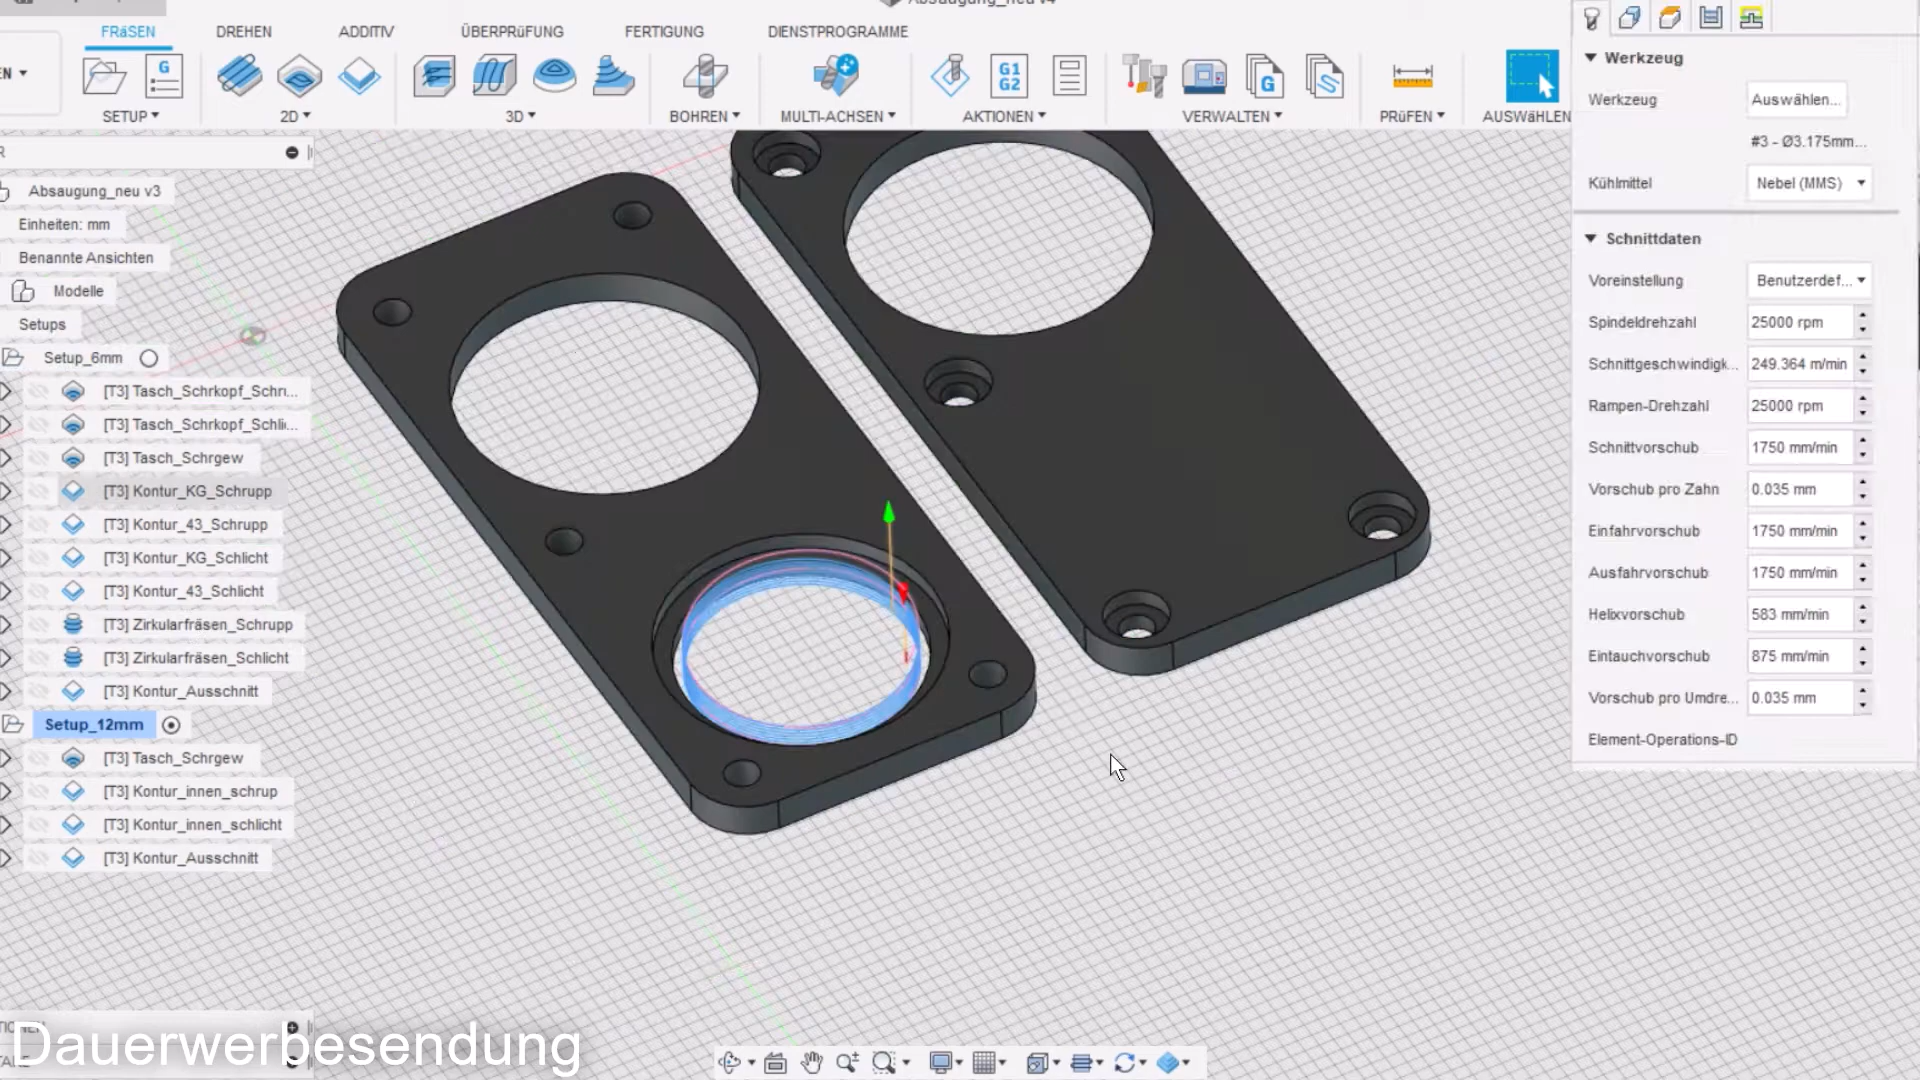 FRäSEN DREHEN ADDITIV ÜBERPRüFUNG FERTIGUNG DIENSTPROGRAMME
EN
G
G1
G2
G
SETUP 2D 3D BOHREN MULTI-ACHSEN AKTIONEN VERWALTEN PRüFEN AUSWäHLEN
R
Absaugung_neu v3
Einheiten: mm
Benannte Ansichten
Modelle
Setups
Setup_6mm
[T3] Tasch_Schrkopf_Schru...
[T3] Tasch_Schrkopf_Schli...
[T3] Tasch_Schrgew
[T3] Kontur_KG_Schrupp
[T3] Kontur_43_Schrupp
[T3] Kontur_KG_Schlicht
[T3] Kontur_43_Schlicht
[T3] Zirkularfräsen_Schrupp
[T3] Zirkularfräsen_Schlicht
[T3] Kontur_Ausschnitt
Setup_12mm
[T3] Tasch_Schrgew
[T3] Kontur_innen_schrup
[T3] Kontur_innen_schlicht
[T3] Kontur_Ausschnitt
Werkzeug
Werkzeug Auswählen...
#3 - Ø3.175mm...
Kühlmittel Nebel (MMS)
Schnittdaten
Voreinstellung Benutzerdef...
Spindeldrehzahl 25000 rpm
Schnittgeschwindigk... 249.364 m/min
Rampen-Drehzahl 25000 rpm
Schnittvorschub 1750 mm/min
Vorschub pro Zahn 0.035 mm
Einfahrvorschub 1750 mm/min
Ausfahrvorschub 1750 mm/min
Helixvorschub 583 mm/min
Eintauchvorschub 875 mm/min
Vorschub pro Umdre... 0.035 mm
Element-Operations-ID
Dauerwerbesendung